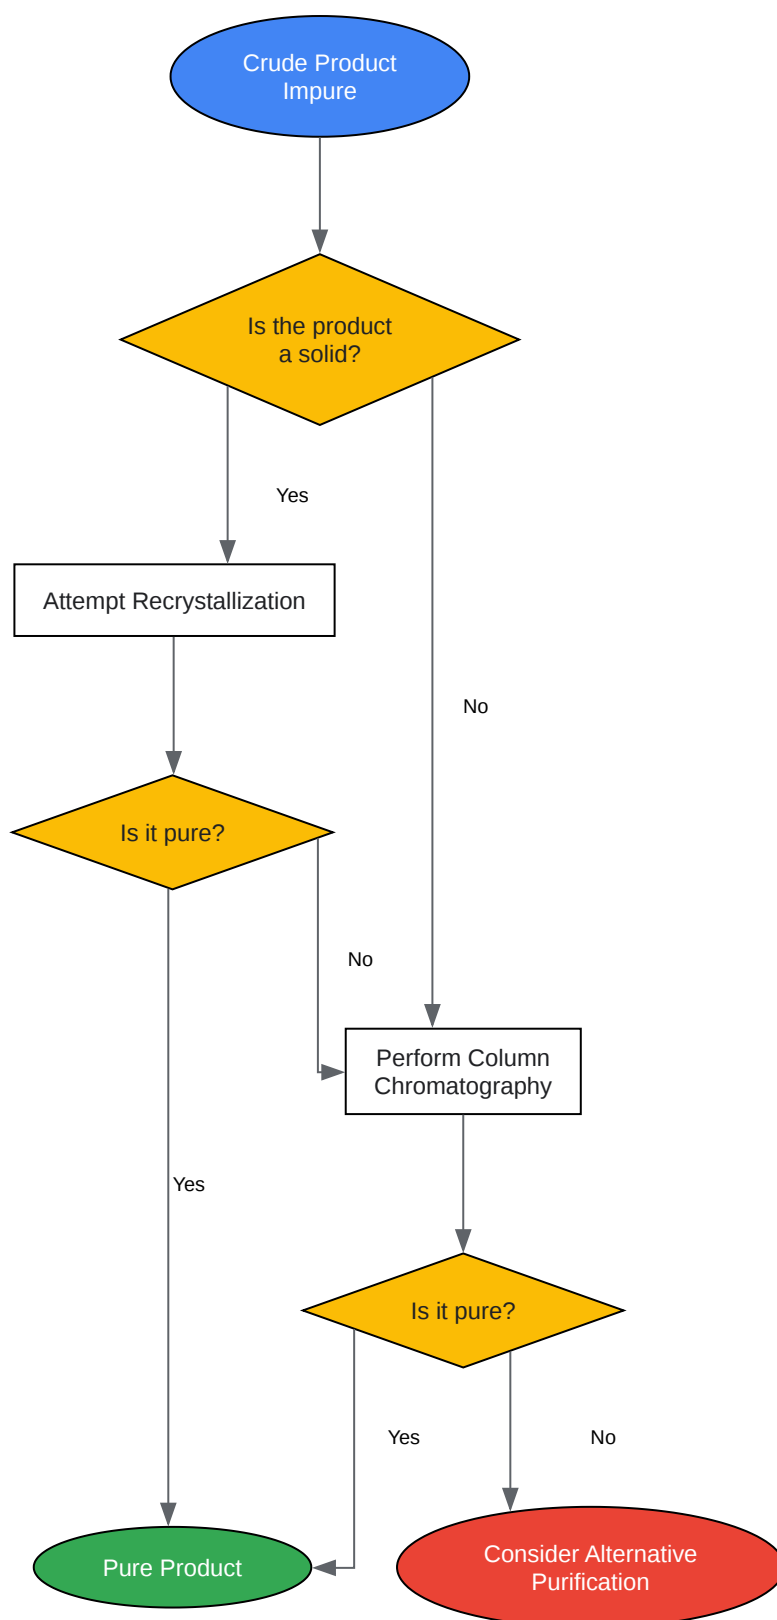 Crude Product
Impure
Is the product
a solid?
Yes
Attempt Recrystallization
No
Is it pure?
No
Perform Column
Chromatography
Yes
Is it pure?
Yes
No
Pure Product
Consider Alternative
Purification